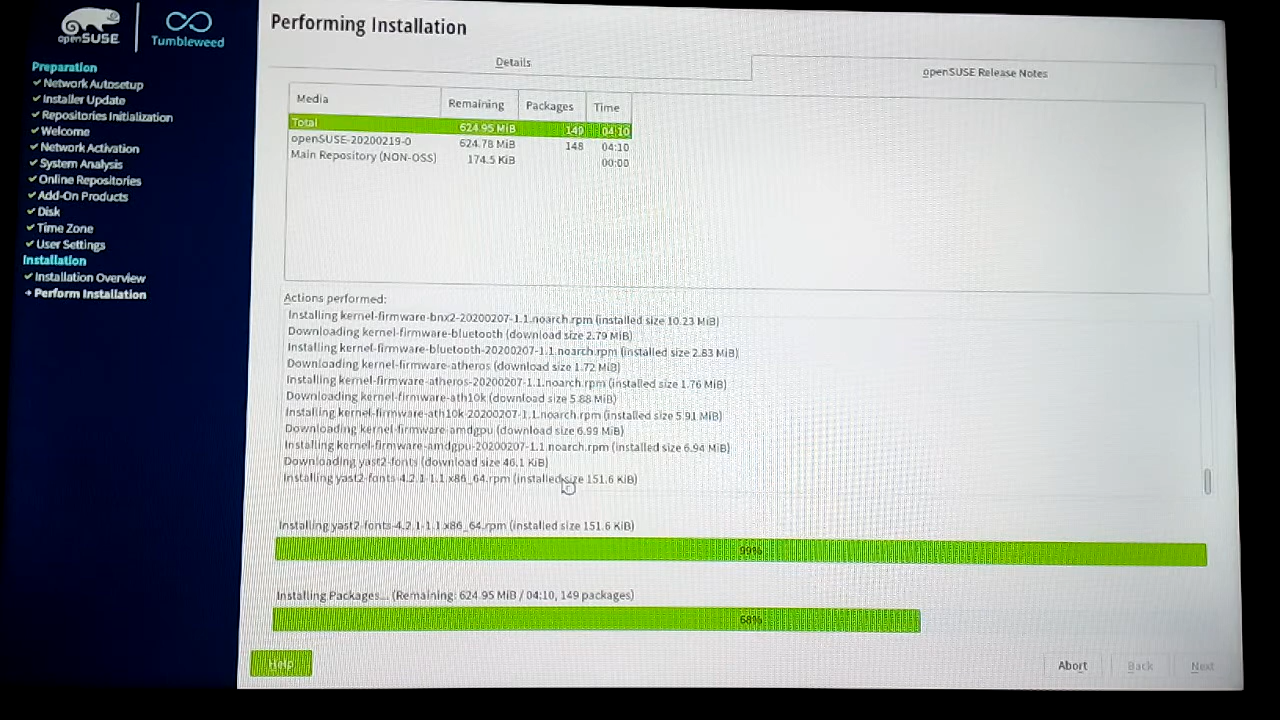 openSUSE
Tumbleweed
Preparation
Network Autosetup
Installer Update
Repositories Initialization
Welcome
Network Activation
System Analysis
Online Repositories
Add-On Products
Disk
Time Zone
User Settings
Installation
Installation Overview
Perform Installation
Performing Installation
Details
openSUSE Release Notes
Media Remaining Packages Time
Total 624.95 MiB 149 04:10
openSUSE-20200219-0 624.78 MiB 148 04:10
Main Repository (NON-OSS) 174.5 KiB 00:00
Actions performed:
Installing kernel-firmware-bnx2-20200207-1.1.noarch.rpm (installed size 10.23 MiB)
Downloading kernel-firmware-bluetooth (download size 2.79 MiB)
Installing kernel-firmware-bluetooth-20200207-1.1.noarch.rpm (installed size 2.83 MiB)
Downloading kernel-firmware-atheros (download size 1.72 MiB)
Installing kernel-firmware-atheros-20200207-1.1.noarch.rpm (installed size 1.76 MiB)
Downloading kernel-firmware-ath10k (download size 5.88 MiB)
Installing kernel-firmware-ath10k-20200207-1.1.noarch.rpm (installed size 5.91 MiB)
Downloading kernel-firmware-amdgpu (download size 6.99 MiB)
Installing kernel-firmware-amdgpu-20200207-1.1.noarch.rpm (installed size 6.94 MiB)
Downloading yast2-fonts (download size 46.1 KiB)
Installing yast2-fonts-4.2.1-1.1.x86_64.rpm (installed size 151.6 KiB)
Installing yast2-fonts-4.2.1-1.1.x86_64.rpm (installed size 151.6 KiB)
99%
Installing Packages... (Remaining: 624.95 MiB / 04:10, 149 packages)
68%
Help
Abort
Back
Next